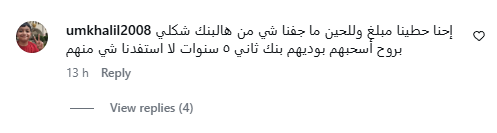 umkhalil2008 إحنا حطينا مبلغ وللحين ما جفنا شي من هالبنك شكلي
بروح أسحبهم بوديهم بنك ثاني ٥ سنوات لا استفدنا شي منهم
13 h Reply
View replies (4)